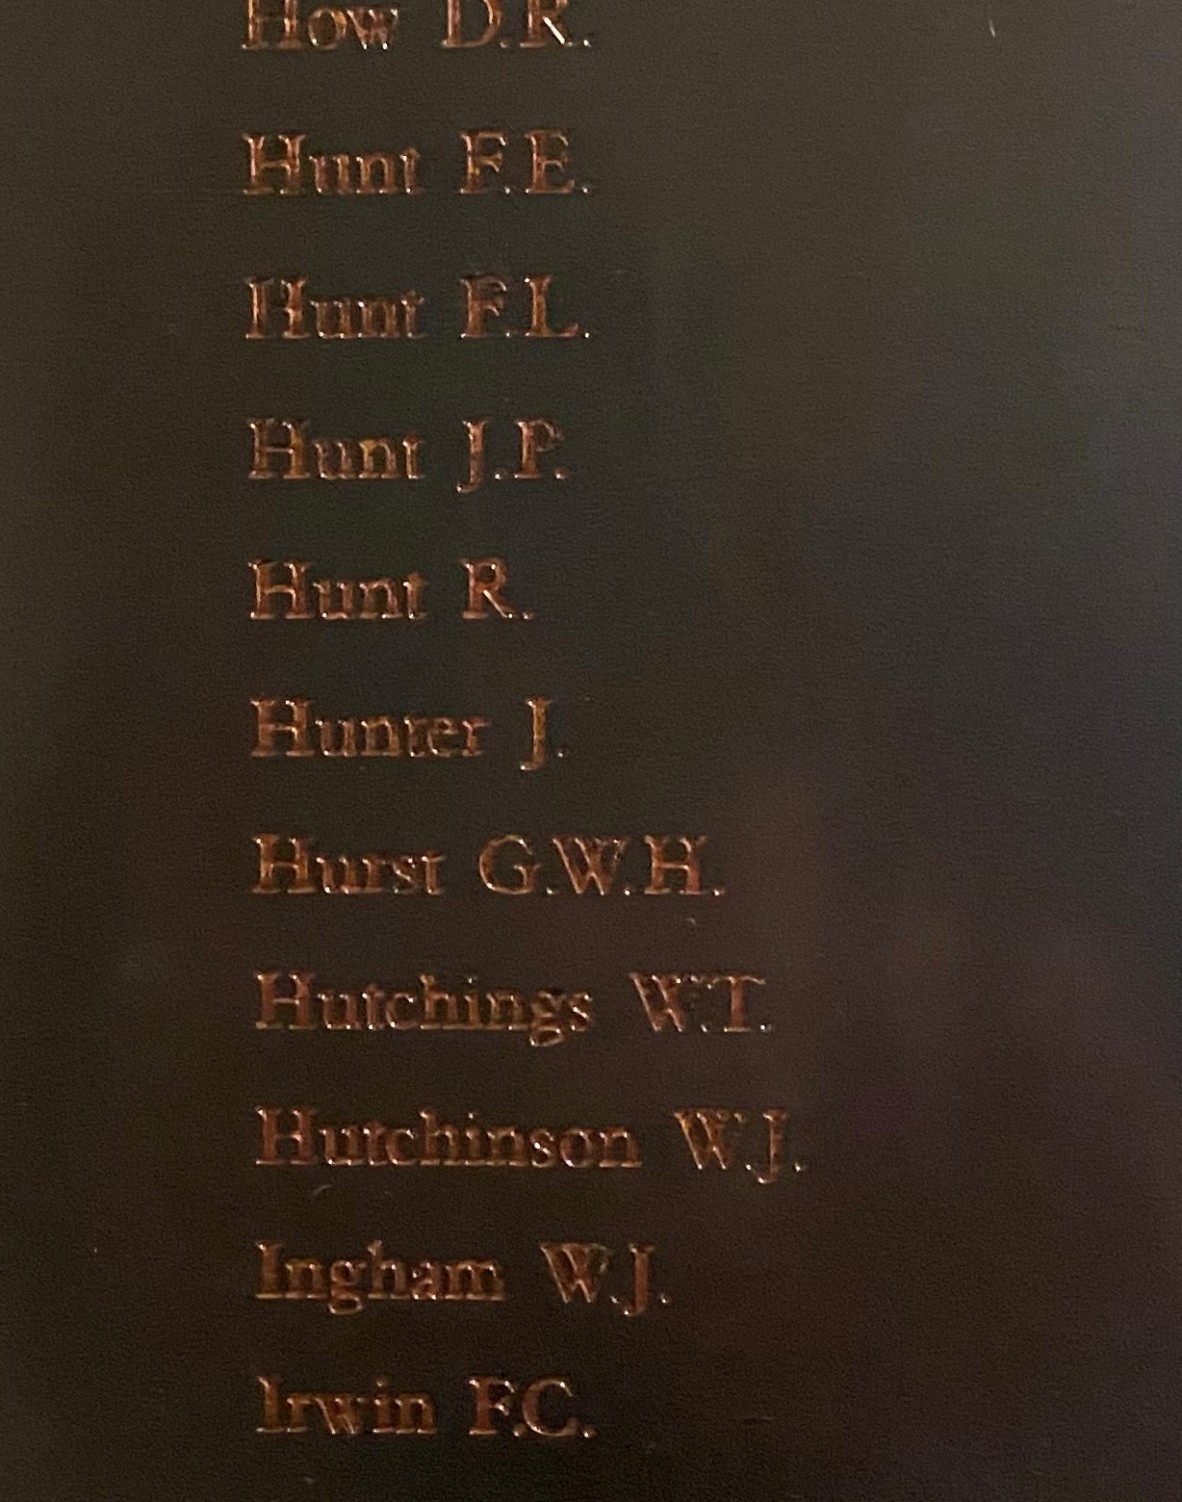 How D.R.
Hunt F.E.
Hunt F.L.
Hunt J.P.
Hunt R.
Hunter J.
Hurst G.W.H.
Hutchings W.T.
Hutchinson W.J.
Ingham W.J.
Irwin F.C.